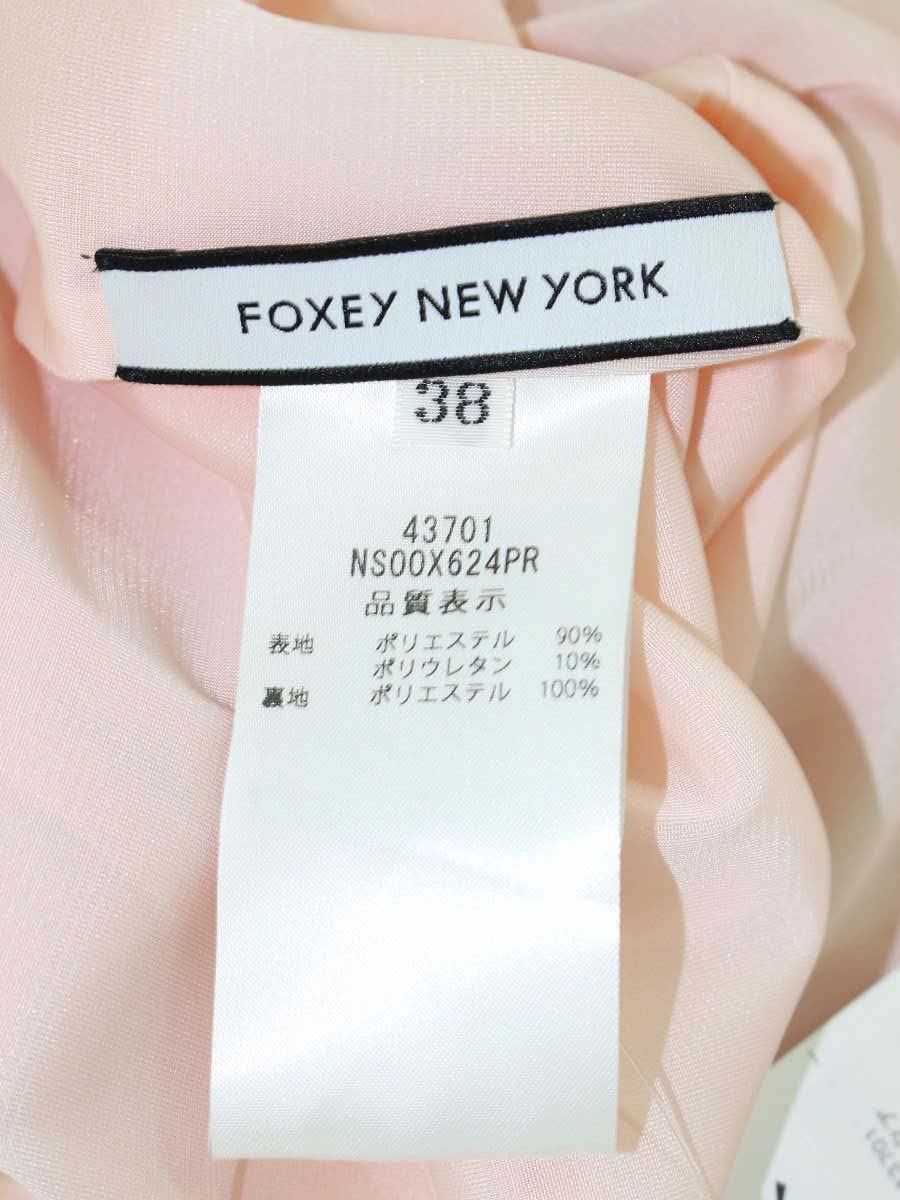 FOXEY NEW YORK
38
43701
NS00X624PR
品質表示
表地 ポリエステル 90%
ポリウレタン 10%
裏地 ポリエステル 100%